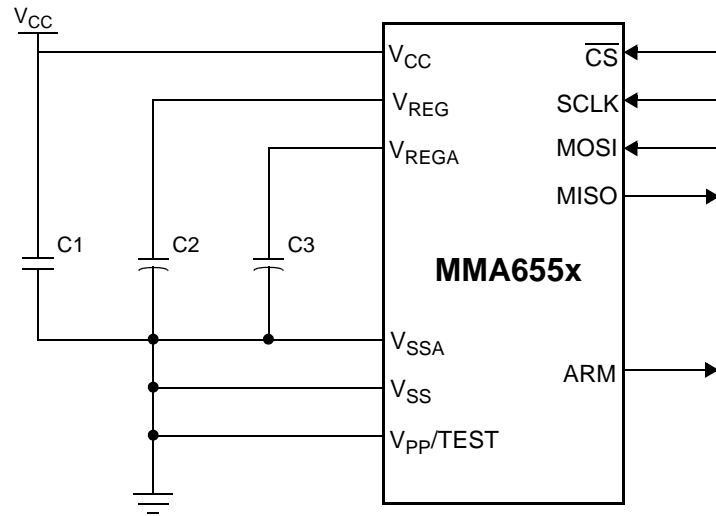 VCC
VCC
CS
VREG
SCLK
VREGA
MOSI
MISO
C1
C2
C3
MMA655x
VSSA
ARM
VSS
VPP/TEST